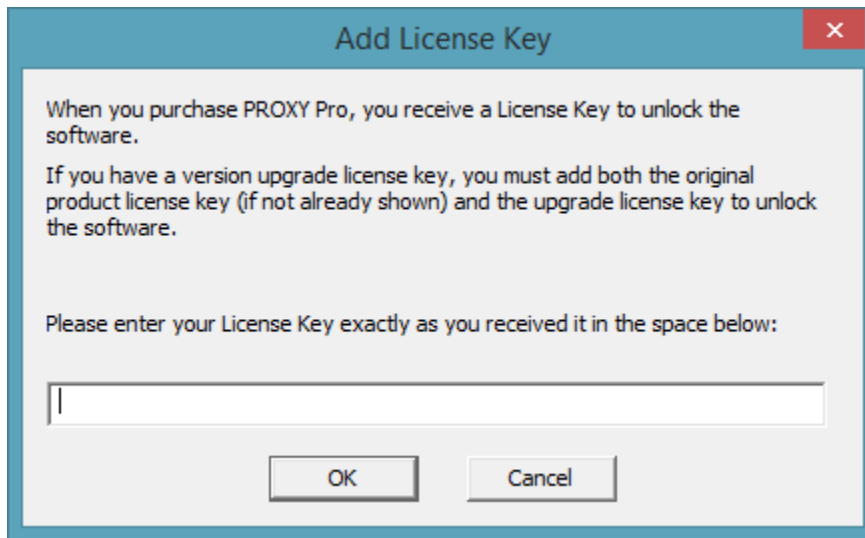 Add License Key
When you purchase PROXY Pro, you receive a License Key to unlock the
software.
If you have a version upgrade license key, you must add both the original
product license key (if not already shown) and the upgrade license key to unlock
the software.
Please enter your License Key exactly as you received it in the space below:
OK Cancel